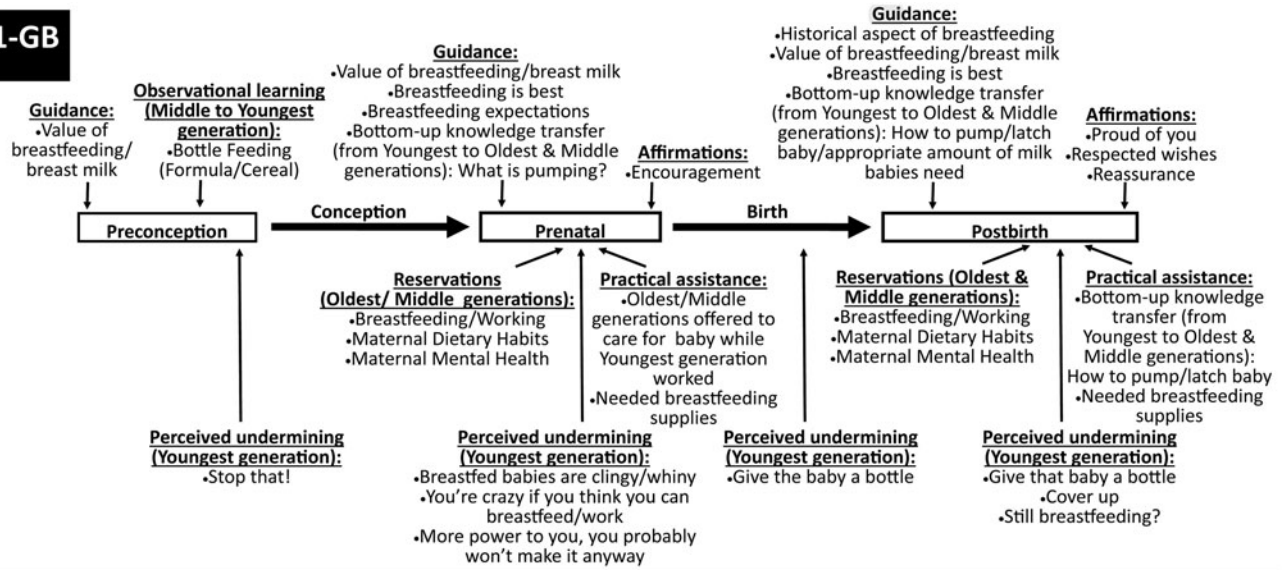 1-GB
Guidance:
•Value of
breastfeeding/
breast milk
Observational learning
(Middle to Youngest
generation):
•Bottle Feeding
(Formula/Cereal)
Guidance:
•Value of breastfeeding/breast milk
•Breastfeeding is best
•Breastfeeding expectations
•Bottom-up knowledge transfer
(from Youngest to Oldest & Middle
generations): What is pumping?
Affirmations:
•Encouragement
Guidance:
•Historical aspect of breastfeeding
•Value of breastfeeding/breast milk
•Breastfeeding is best
•Bottom-up knowledge transfer
(from Youngest to Oldest & Middle
generations): How to pump/latch
baby/appropriate amount of milk
babies need
Affirmations:
•Proud of you
•Respected wishes
•Reassurance
Preconception
Conception
Prenatal
Birth
Postbirth
Reservations
(Oldest/ Middle generations):
•Breastfeeding/Working
•Maternal Dietary Habits
•Maternal Mental Health
Practical assistance:
•Oldest/Middle
generations offered to
care for baby while
Youngest generation
worked
•Needed breastfeeding
supplies
Reservations (Oldest &
Middle generations):
•Breastfeeding/Working
•Maternal Dietary Habits
•Maternal Mental Health
Practical assistance:
•Bottom-up knowledge
transfer (from
Youngest to Oldest &
Middle generations):
How to pump/latch baby
•Needed breastfeeding
supplies
Perceived undermining
(Youngest generation):
•Stop that!
Perceived undermining
(Youngest generation):
•Breastfed babies are clingy/whiny
•You're crazy if you think you can
breastfeed/work
•More power to you, you probably
won't make it anyway
Perceived undermining
(Youngest generation):
•Give the baby a bottle
Perceived undermining
(Youngest generation):
•Give that baby a bottle
•Cover up
•Still breastfeeding?